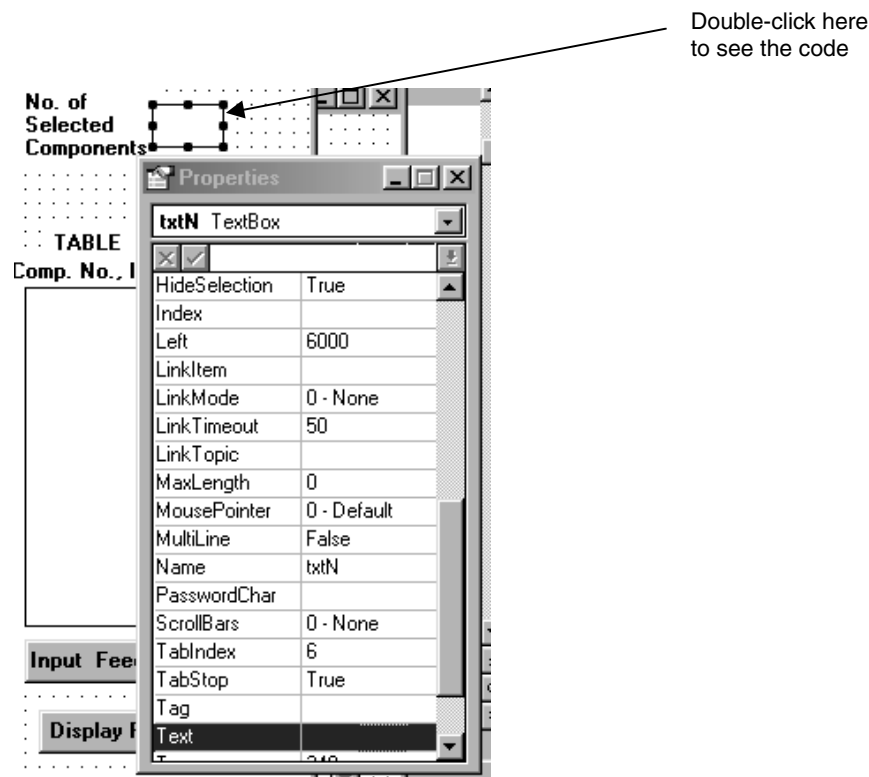 Double-click here
to see the code
No. of
Selected
Components
Properties
txtN TextBox
TABLE
Comp. No.,
HideSelection True
Index
Left 6000
LinkItem
LinkMode 0 - None
LinkTimeout 50
LinkTopic
MaxLength 0
MousePointer 0 - Default
MultiLine False
Name txtN
PasswordChar
ScrollBars 0 - None
TabIndex 6
TabStop True
Tag
Text
Input Fee
Display